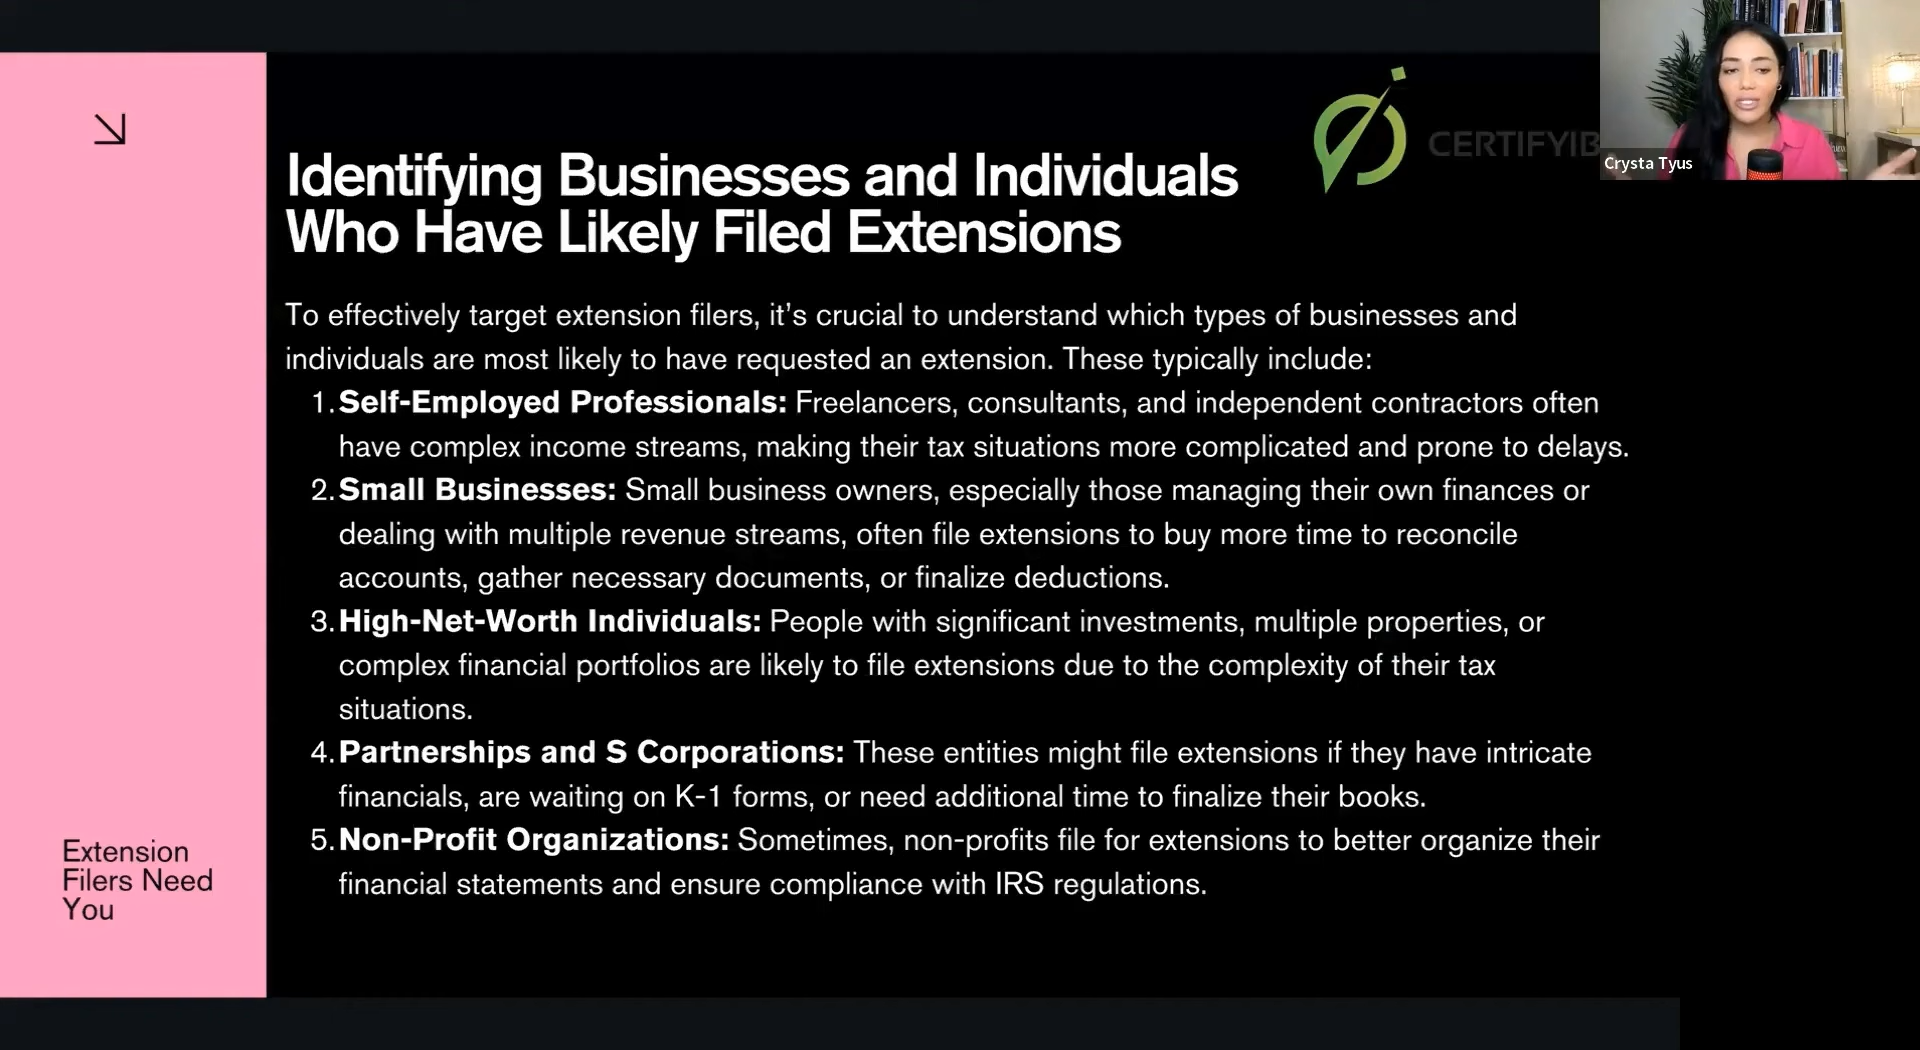 CERTIFYIB
Crysta Tyus
Identifying Businesses and Individuals
Who Have Likely Filed Extensions
To effectively target extension filers, it's crucial to understand which types of businesses and
individuals are most likely to have requested an extension. These typically include:
1. Self-Employed Professionals: Freelancers, consultants, and independent contractors often
have complex income streams, making their tax situations more complicated and prone to delays.
2. Small Businesses: Small business owners, especially those managing their own finances or
dealing with multiple revenue streams, often file extensions to buy more time to reconcile
accounts, gather necessary documents, or finalize deductions.
3. High-Net-Worth Individuals: People with significant investments, multiple properties, or
complex financial portfolios are likely to file extensions due to the complexity of their tax
situations.
4. Partnerships and S Corporations: These entities might file extensions if they have intricate
financials, are waiting on K-1 forms, or need additional time to finalize their books.
5. Non-Profit Organizations: Sometimes, non-profits file for extensions to better organize their
financial statements and ensure compliance with IRS regulations.
Extension
Filers Need
You